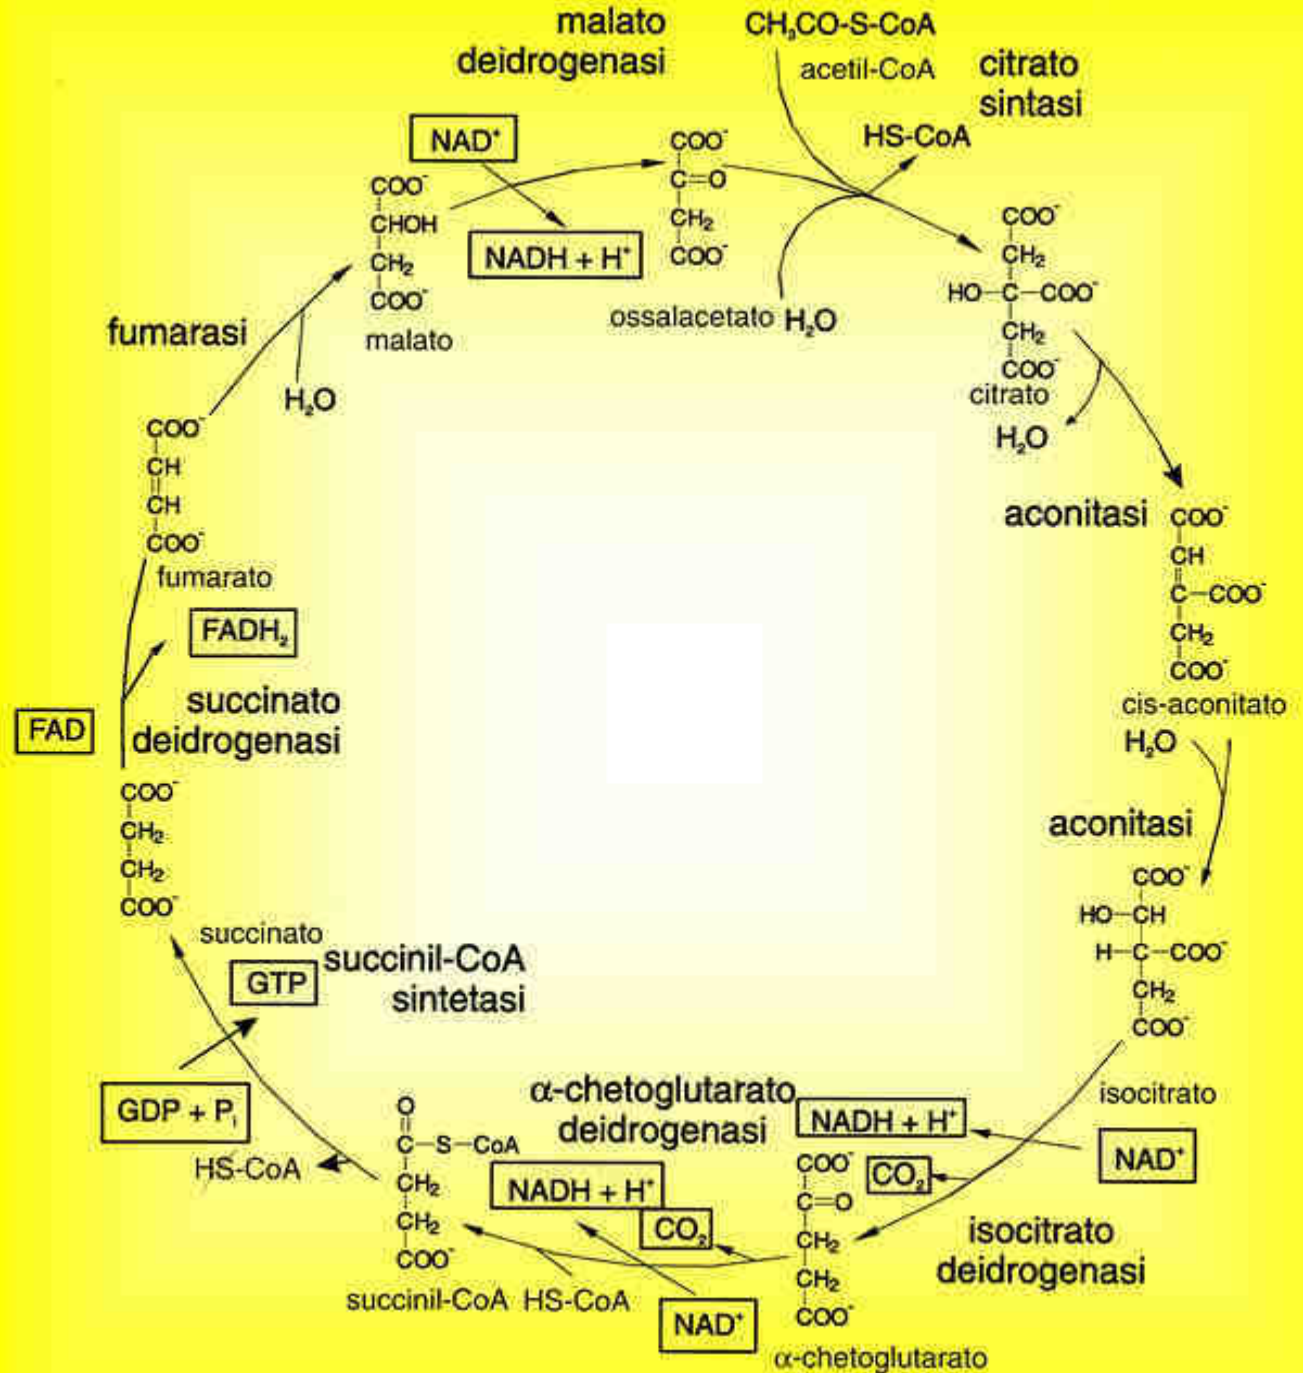 malato
deidrogenasi
CH₃CO-S-CoA
acetil-CoA
citrato
sintasi
HS-CoA
NAD⁺
NADH + H⁺
COO⁻
CHOH
CH₂
COO⁻
malato
COO⁻
C=O
CH₂
COO⁻
ossalacetato
H₂O
COO⁻
CH₂
HO-C-COO⁻
CH₂
COO⁻
citrato
H₂O
aconitasi
COO⁻
CH
C-COO⁻
CH₂
COO⁻
cis-aconitato
H₂O
aconitasi
COO⁻
HO-CH
H-C-COO⁻
CH₂
COO⁻
isocitrato
NAD⁺
NADH + H⁺
CO₂
isocitrato
deidrogenasi
COO⁻
C=O
CH₂
CH₂
COO⁻
α-chetoglutarato
α-chetoglutarato
deidrogenasi
NADH + H⁺
CO₂
NAD⁺
HS-CoA
O
C-S-CoA
CH₂
CH₂
COO⁻
succinil-CoA
succinil-CoA
sintetasi
GTP
GDP + Pᵢ
HS-CoA
succinato
COO⁻
CH₂
CH₂
COO⁻
succinato
deidrogenasi
FAD
FADH₂
COO⁻
CH
CH
COO⁻
fumarato
fumarasi
H₂O